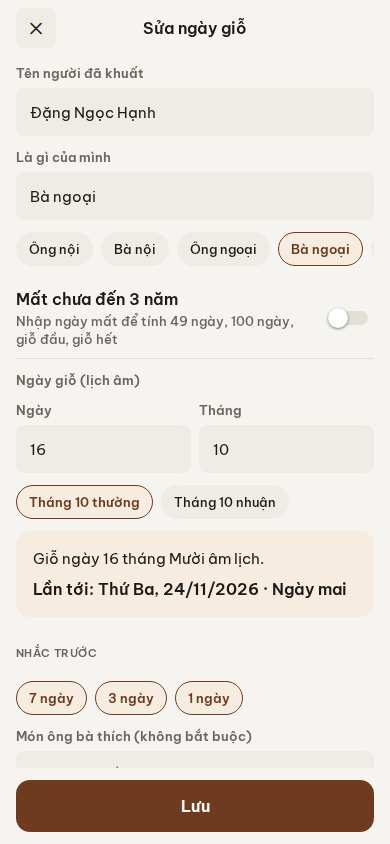 Sửa ngày giỗ
Tên người đã khuất
Đặng Ngọc Hạnh
Là gì của mình
Bà ngoại
Ông nội
Bà nội
Ông ngoại
Bà ngoại
Mất chưa đến 3 năm
Nhập ngày mất để tính 49 ngày, 100 ngày,
giỗ đầu, giỗ hết
Ngày giỗ (lịch âm)
Ngày
Tháng
16
10
Tháng 10 thường
Tháng 10 nhuận
Giỗ ngày 16 tháng Mười âm lịch.
Lần tới: Thứ Ba, 24/11/2026 · Ngày mai
NHẮC TRƯỚC
7 ngày
3 ngày
1 ngày
Món ông bà thích (không bắt buộc)
Lưu